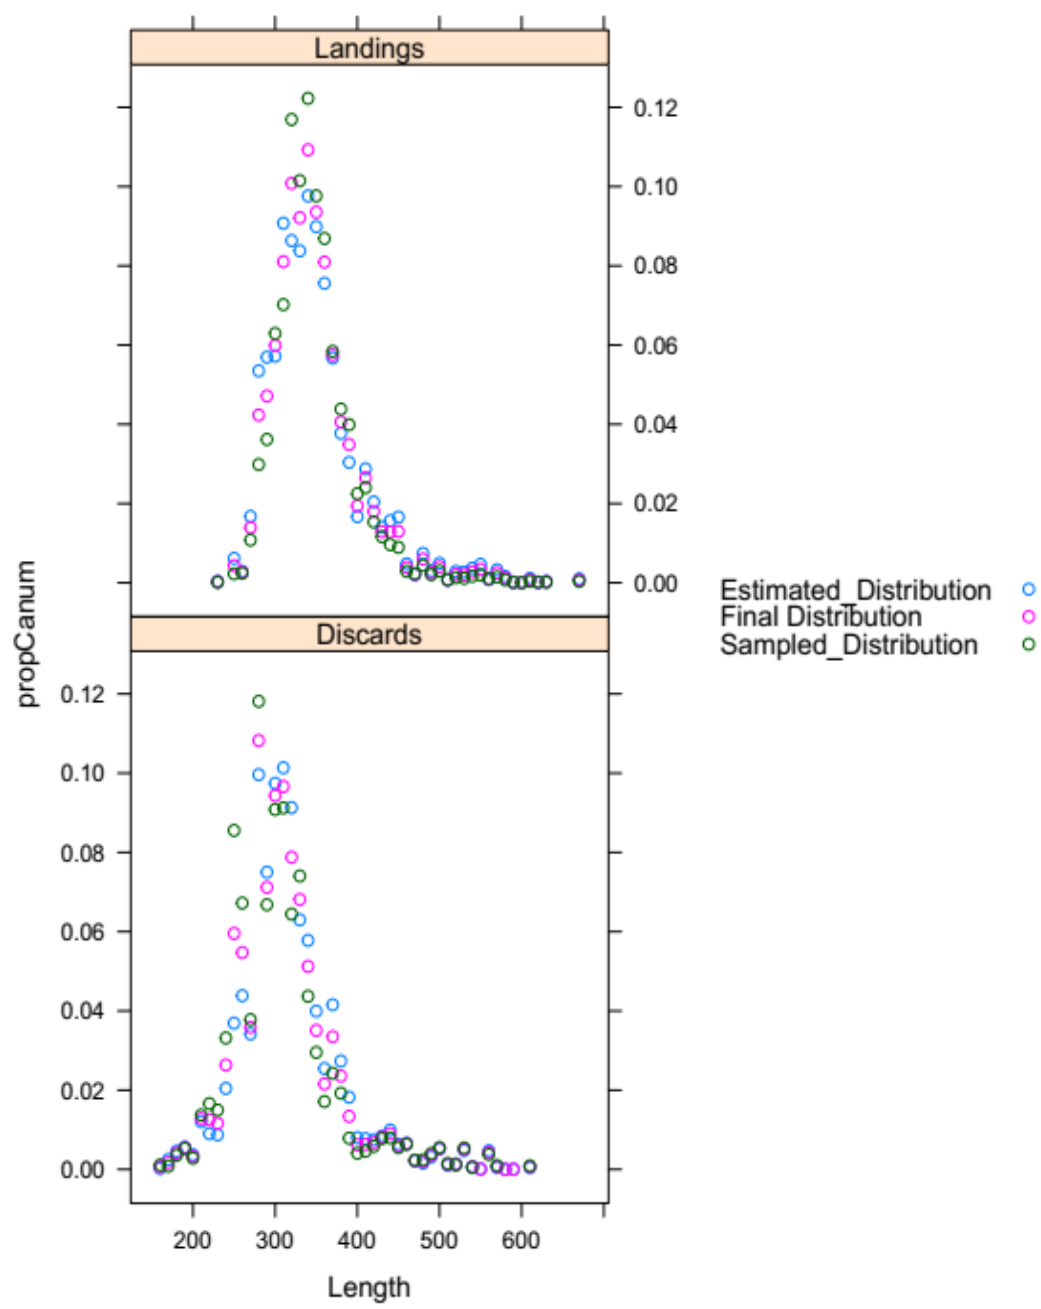 Landings
0.12
0.10
0.08
0.06
0.04
0.02
0.00
propCanum
Estimated_Distribution
Final Distribution
Sampled_Distribution
Discards
0.12
0.10
0.08
0.06
0.04
0.02
0.00
200 300 400 500 600
Length